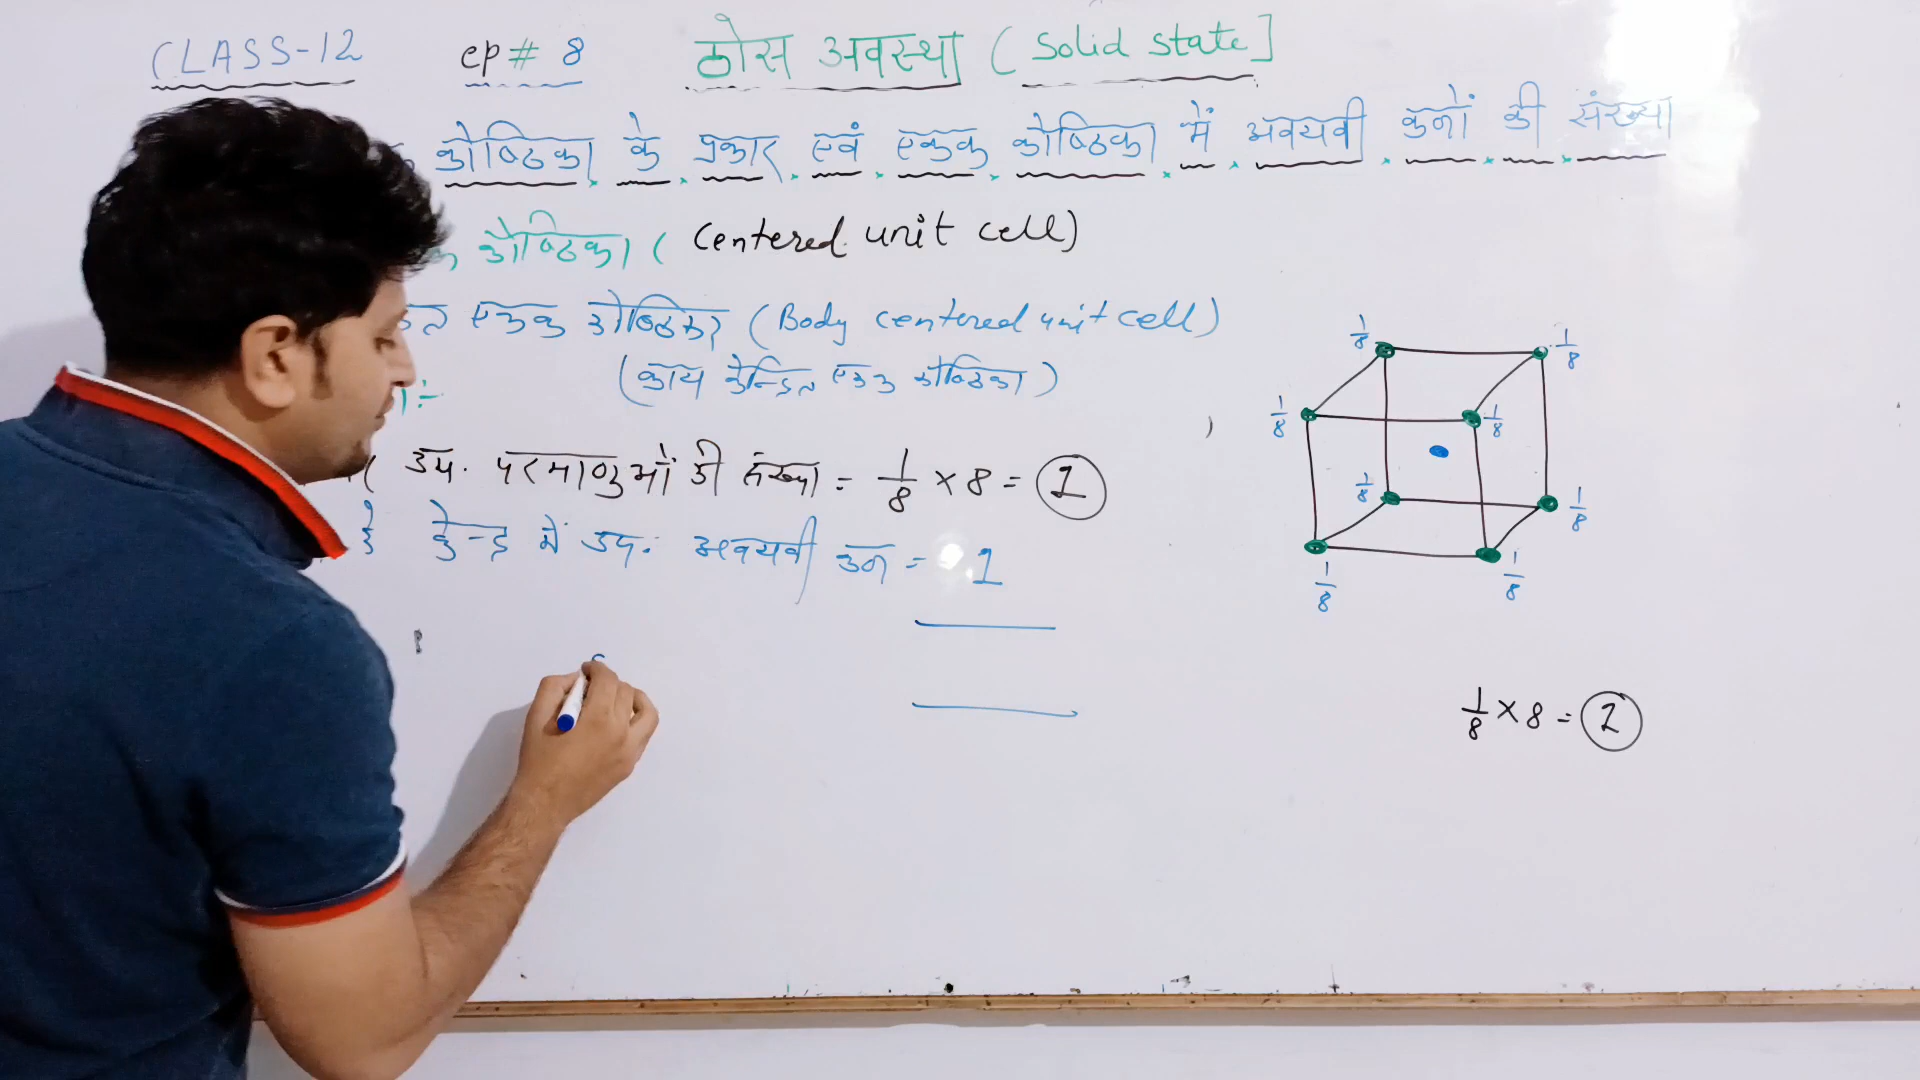 CLASS-12 ep # 8 ठोस अवस्था ( Solid state ]
कोष्ठिका के प्रकार एवं एकक कोष्ठिका में अवयवी कनों की संख्या
कोष्ठिका ( Centered unit cell)
एकक कोष्ठिका (Body centered unit cell)
(काय केन्द्रित एकक कोष्ठिका)
उप. परमाणुओं की संख्या = 1/8 × 8 = 1
के केन्द्र में उप. अवयवी कन = 1
1/8 1/8
1/8 1/8
1/8 1/8
1/8 1/8
1/8 × 8 = 1